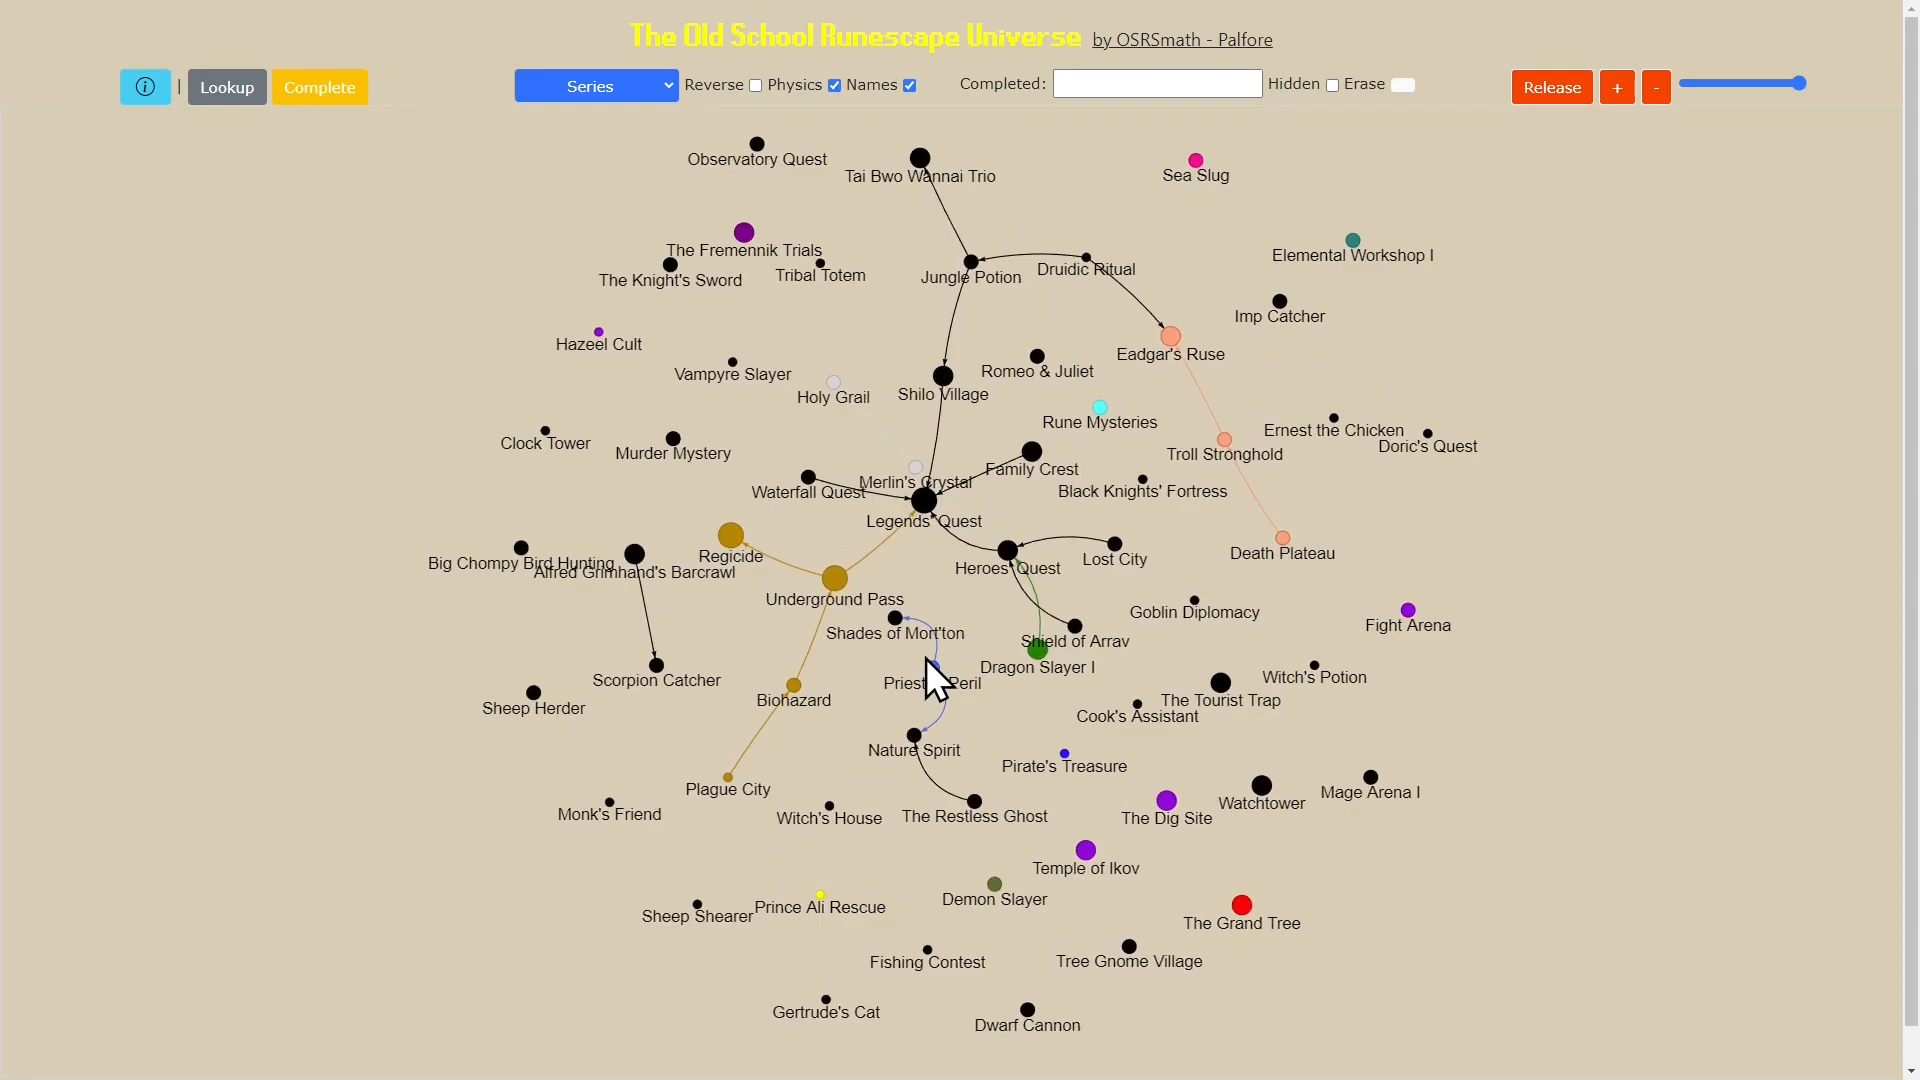 The Old School Runescape Universe by OSRSmath - Palfore
Lookup Complete Series Reverse Physics Names Completed: Hidden Erase Release + -
Observatory Quest
Tai Bwo Wannai Trio
Sea Slug
The Fremennik Trials
Elemental Workshop I
The Knight's Sword
Tribal Totem
Jungle Potion
Druidic Ritual
Imp Catcher
Hazeel Cult
Eadgar's Ruse
Vampyre Slayer
Romeo & Juliet
Holy Grail
Shilo Village
Rune Mysteries
Clock Tower
Murder Mystery
Ernest the Chicken
Doric's Quest
Troll Stronghold
Family Crest
Merlin's Crystal
Waterfall Quest
Black Knights' Fortress
Legends' Quest
Regicide
Death Plateau
Big Chompy Bird Hunting
Alfred Grimhand's Barcrawl
Heroes' Quest
Lost City
Underground Pass
Goblin Diplomacy
Fight Arena
Shades of Mort'ton
Shield of Arrav
Dragon Slayer I
Scorpion Catcher
Priest Peril
Witch's Potion
Biohazard
The Tourist Trap
Sheep Herder
Cook's Assistant
Nature Spirit
Pirate's Treasure
Plague City
Mage Arena I
Watchtower
Monk's Friend
Witch's House
The Restless Ghost
The Dig Site
Temple of Ikov
Demon Slayer
Prince Ali Rescue
Sheep Shearer
The Grand Tree
Fishing Contest
Tree Gnome Village
Gertrude's Cat
Dwarf Cannon